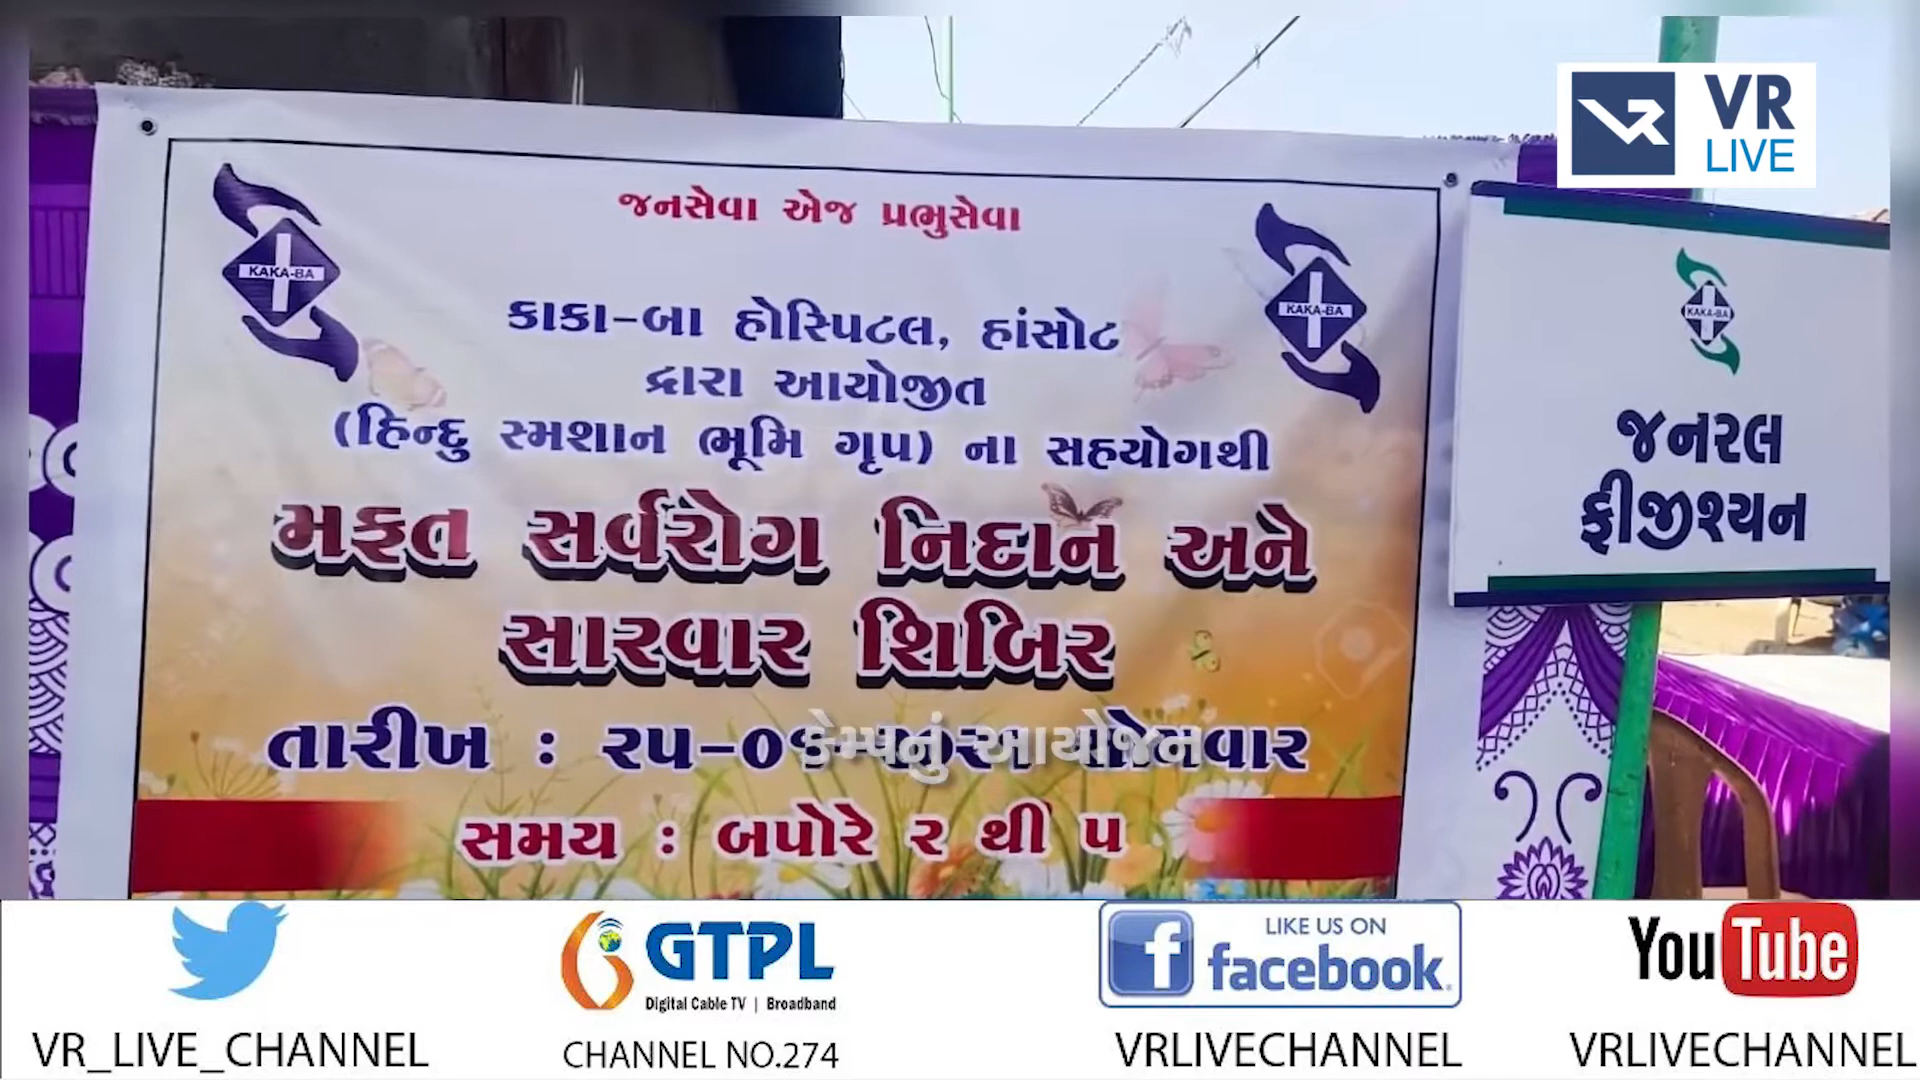 VR
LIVE
જનસેવા એજ પ્રભુસેવા
KAKA-BA
KAKA-BA
કાકા-બા હોસ્પિટલ, હાંસોટ
દ્રારા આયોજીત
(હિન્દુ સ્મશાન ભૂમિ ગૃપ) ના સહયોગથી
મફત સર્વરોગ નિદાન અને
સારવાર શિબિર
તારીખ : ૨૫-૦૧
કેમ્પનું આયોજન
સમય : બપોરે ૨ થી ૫
KAKA-BA
જનરલ
ફીજીશ્યન
GTPL
Digital Cable TV | Broadband
LIKE US ON
facebook.
YouTube
VR_LIVE_CHANNEL
CHANNEL NO.274
VRLIVECHANNEL
VRLIVECHANNEL